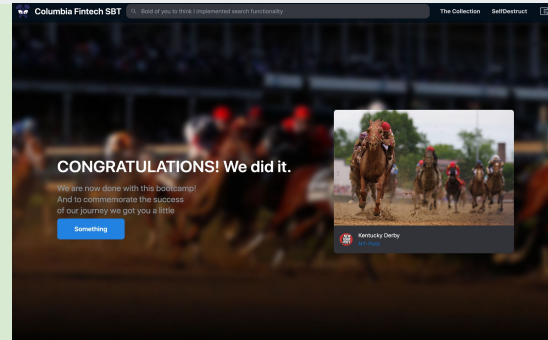 Columbia Fintech SBT
Bold of you to think I implemented search functionality
The Collection
SelfDestruct
CONGRATULATIONS! We did it.
We are now done with this bootcamp!
And to commemorate the success
of our journey we got you a little
Something
Kentucky Derby